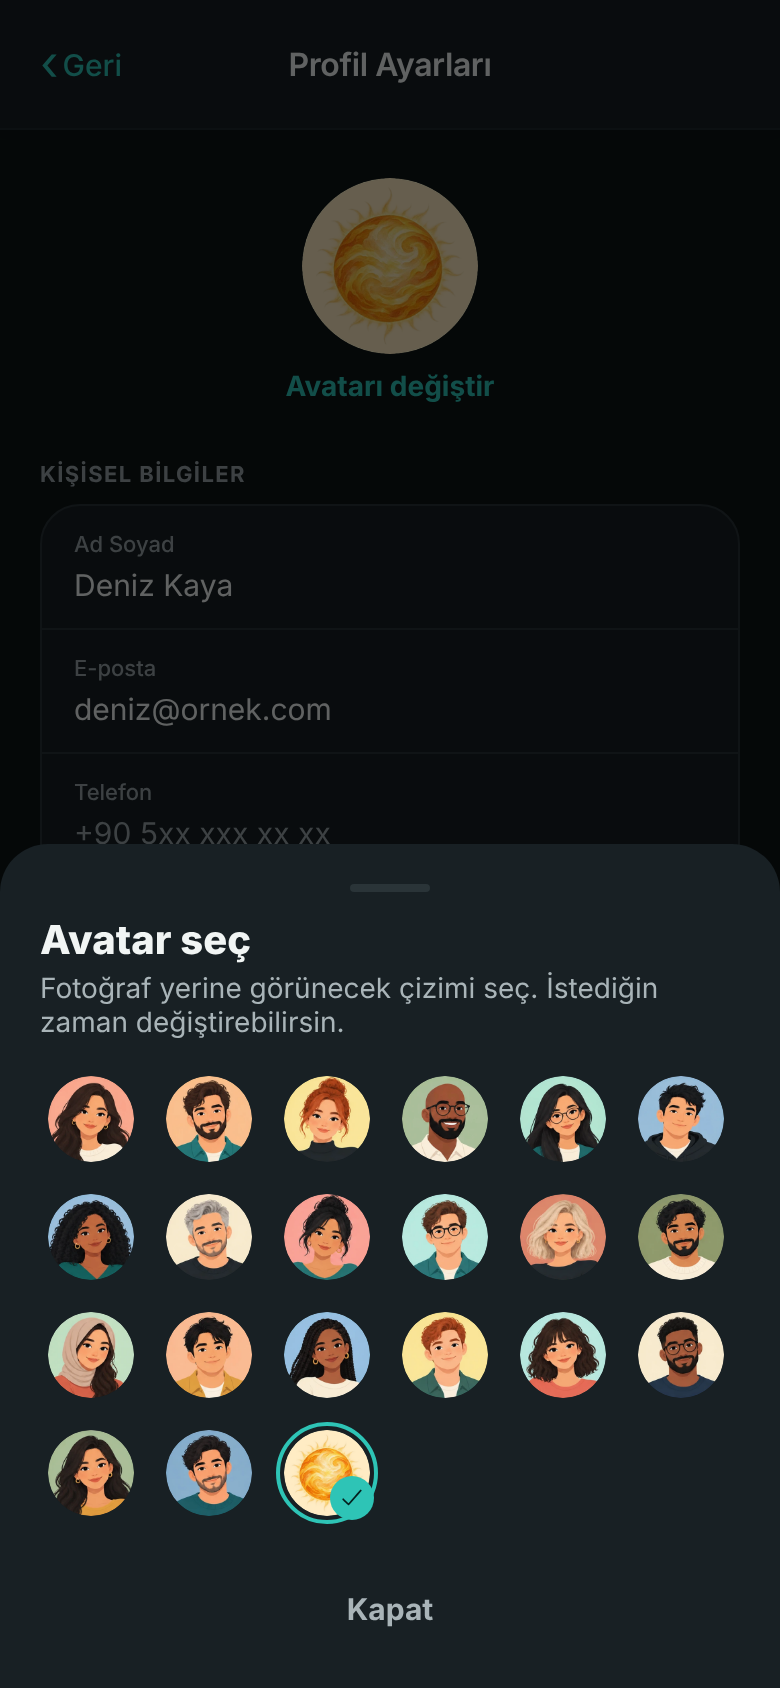 Geri
Profil Ayarları
Avatarı değiştir
KİŞİSEL BİLGİLER
Ad Soyad
Deniz Kaya
E-posta
deniz@ornek.com
Telefon
+90 5xx xxx xx xx
Avatar seç
Fotoğraf yerine görünecek çizimi seç. İstediğin
zaman değiştirebilirsin.
Kapat